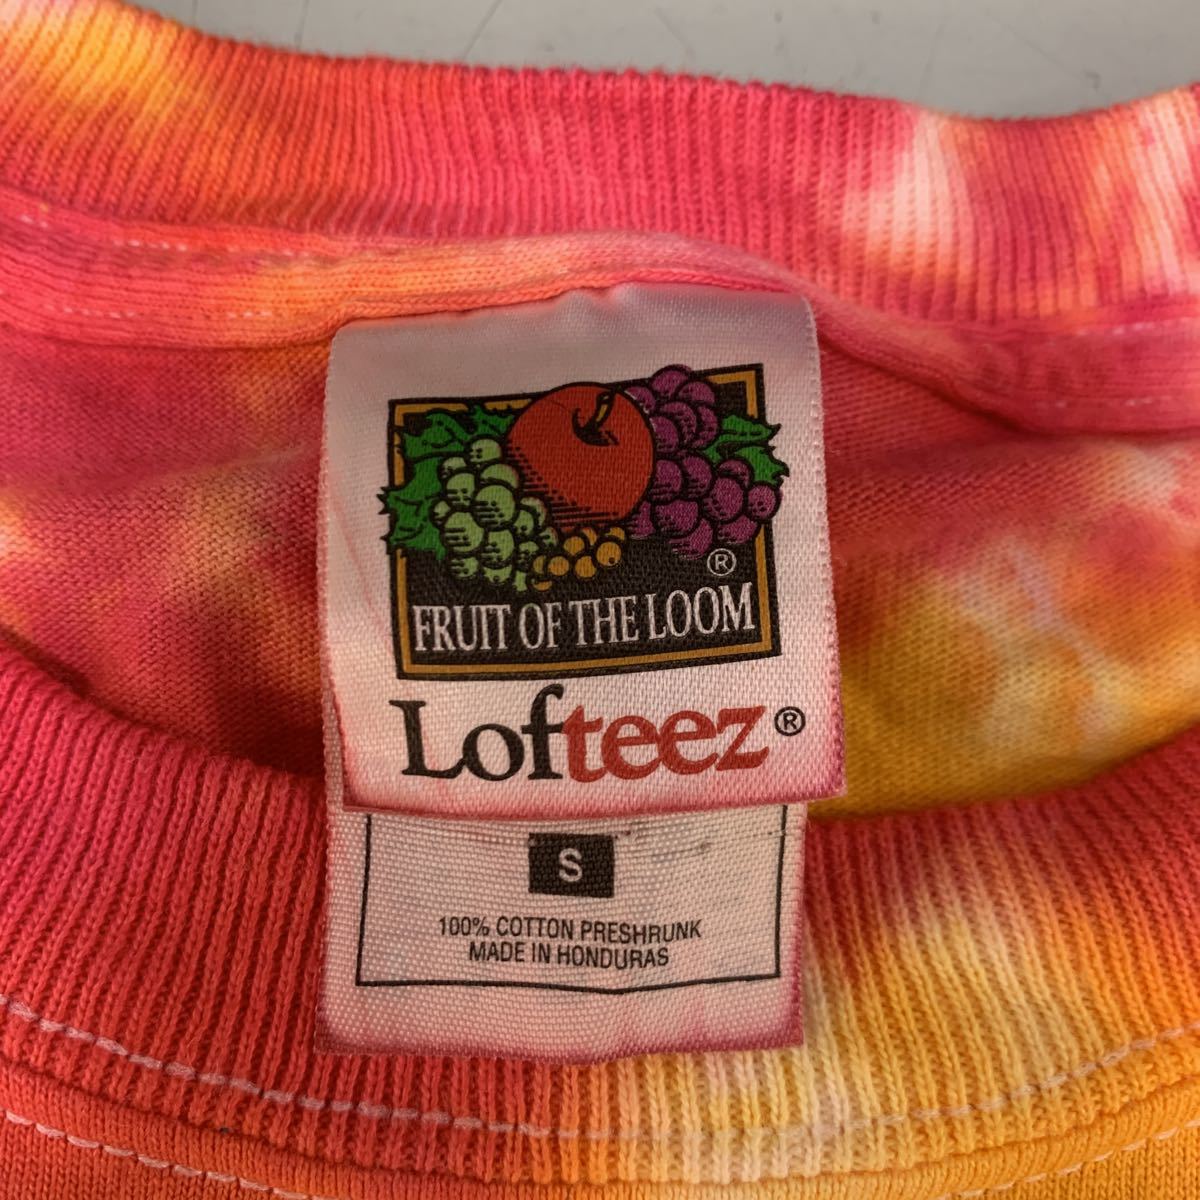 ®
FRUIT OF THE LOOM
Lofteez®
S
100% COTTON PRESHRUNK
MADE IN HONDURAS